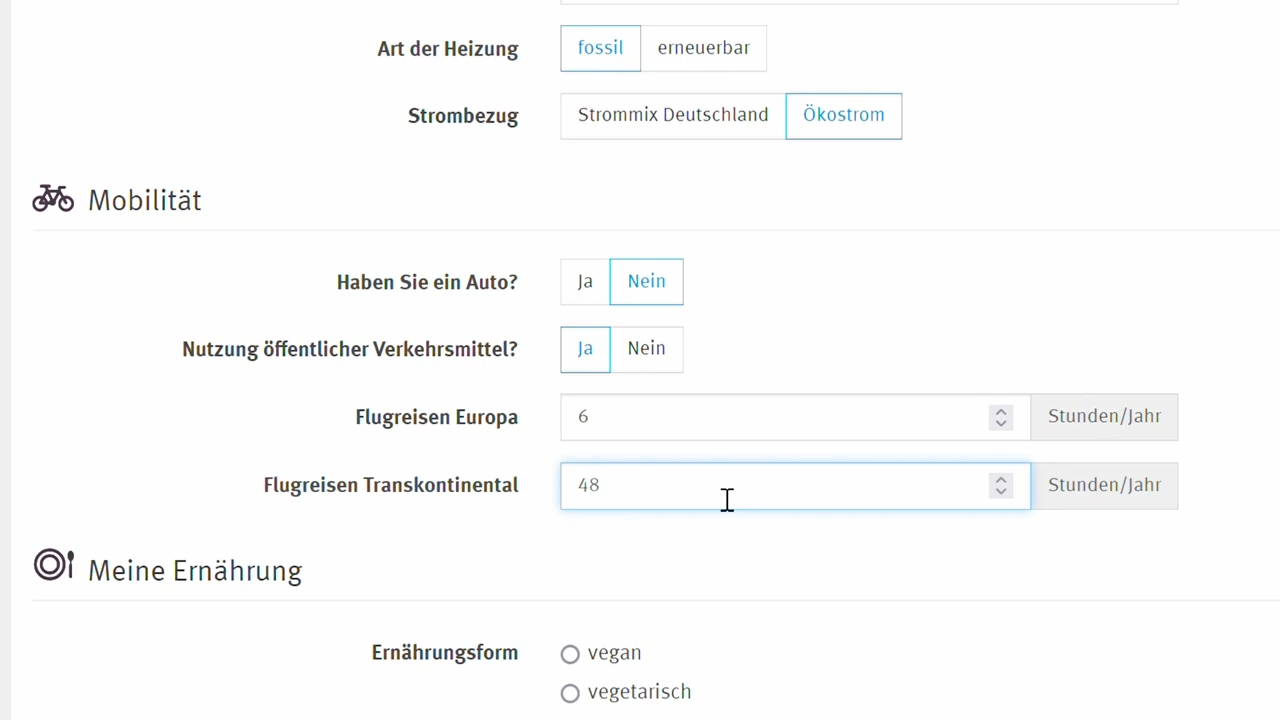 Art der Heizung fossil erneuerbar
Strombezug Strommix Deutschland Ökostrom
Mobilität
Haben Sie ein Auto? Ja Nein
Nutzung öffentlicher Verkehrsmittel? Ja Nein
Flugreisen Europa 6 Stunden/Jahr
Flugreisen Transkontinental 48 Stunden/Jahr
Meine Ernährung
Ernährungsform vegan
vegetarisch